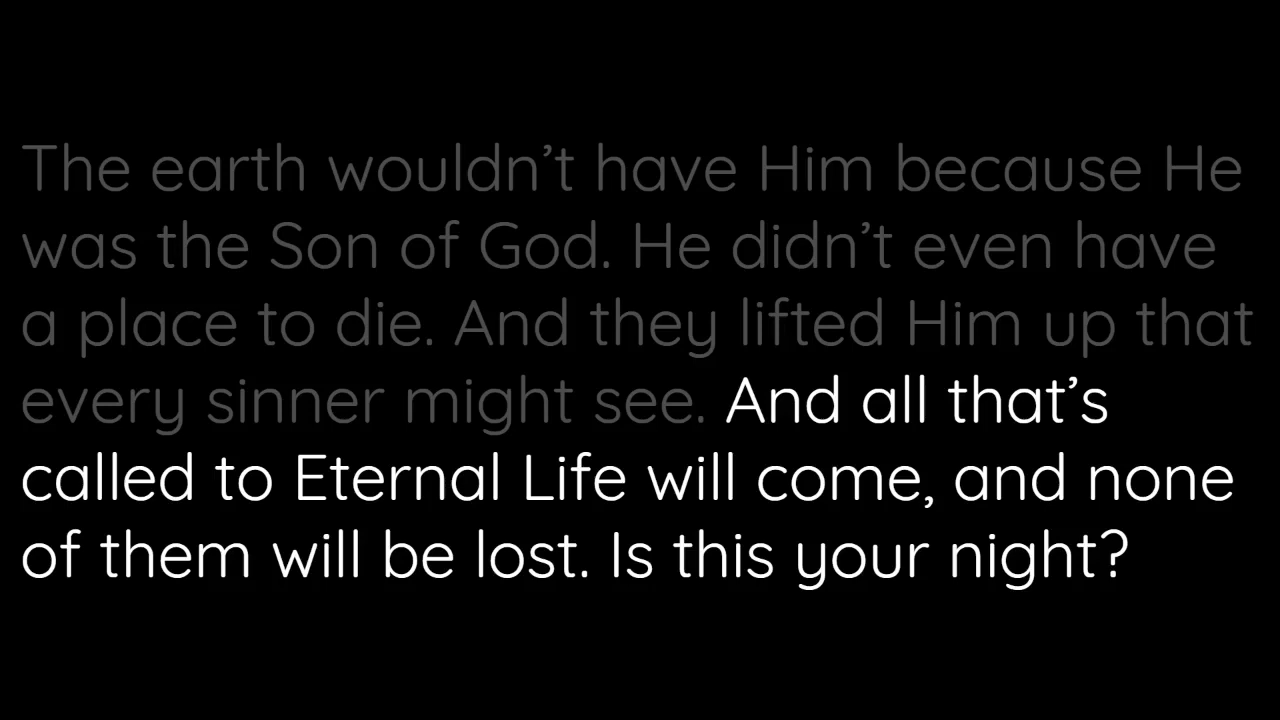 The earth wouldn’t have Him because He
was the Son of God. He didn’t even have
a place to die. And they lifted Him up that
every sinner might see. And all that’s
called to Eternal Life will come, and none
of them will be lost. Is this your night?